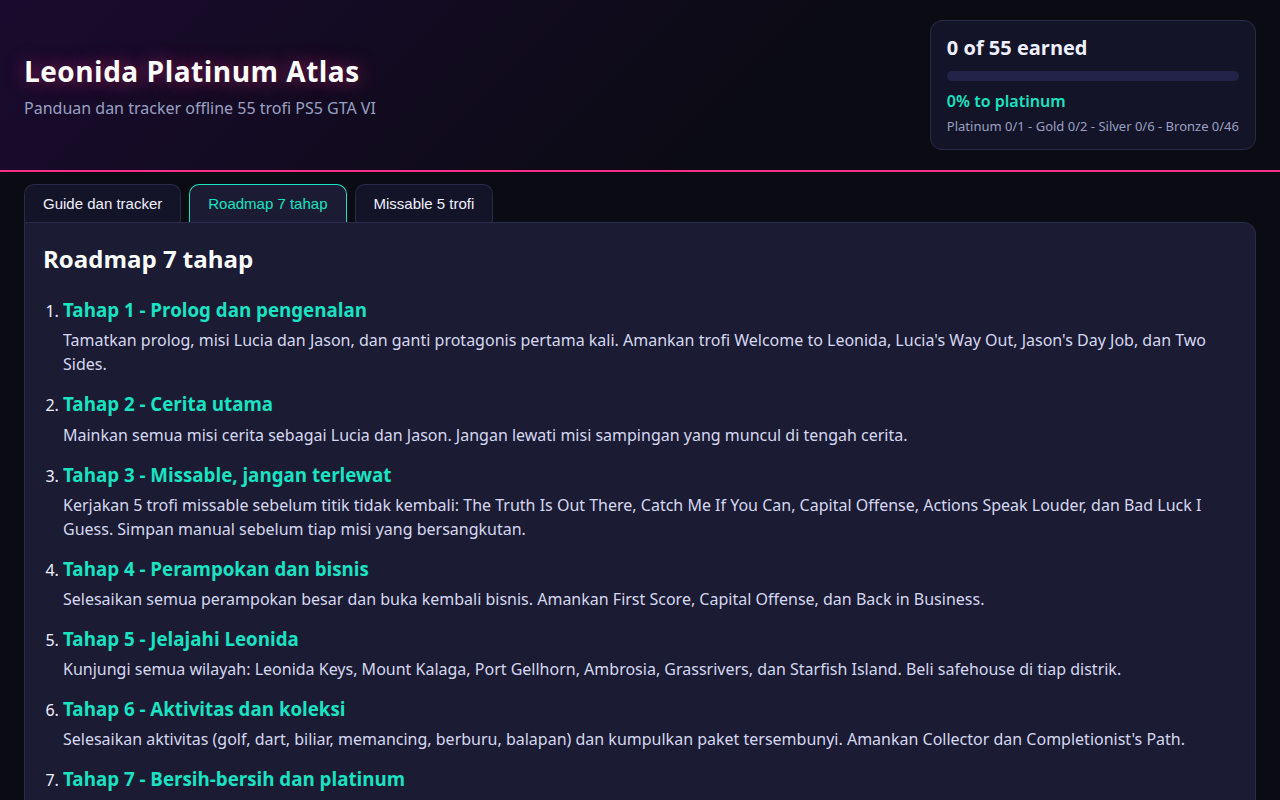 Leonida Platinum Atlas
Panduan dan tracker offline 55 trofi PS5 GTA VI
0 of 55 earned
0% to platinum
Platinum 0/1 - Gold 0/2 - Silver 0/6 - Bronze 0/46
Guide dan tracker
Roadmap 7 tahap
Missable 5 trofi
Roadmap 7 tahap
1. Tahap 1 - Prolog dan pengenalan
Tamatkan prolog, misi Lucia dan Jason, dan ganti protagonis pertama kali. Amankan trofi Welcome to Leonida, Lucia's Way Out, Jason's Day Job, dan Two
Sides.
2. Tahap 2 - Cerita utama
Mainkan semua misi cerita sebagai Lucia dan Jason. Jangan lewati misi sampingan yang muncul di tengah cerita.
3. Tahap 3 - Missable, jangan terlewat
Kerjakan 5 trofi missable sebelum titik tidak kembali: The Truth Is Out There, Catch Me If You Can, Capital Offense, Actions Speak Louder, dan Bad Luck I
Guess. Simpan manual sebelum tiap misi yang bersangkutan.
4. Tahap 4 - Perampokan dan bisnis
Selesaikan semua perampokan besar dan buka kembali bisnis. Amankan First Score, Capital Offense, dan Back in Business.
5. Tahap 5 - Jelajahi Leonida
Kunjungi semua wilayah: Leonida Keys, Mount Kalaga, Port Gellhorn, Ambrosia, Grassrivers, dan Starfish Island. Beli safehouse di tiap distrik.
6. Tahap 6 - Aktivitas dan koleksi
Selesaikan aktivitas (golf, dart, biliar, memancing, berburu, balapan) dan kumpulkan paket tersembunyi. Amankan Collector dan Completionist's Path.
7. Tahap 7 - Bersih-bersih dan platinum